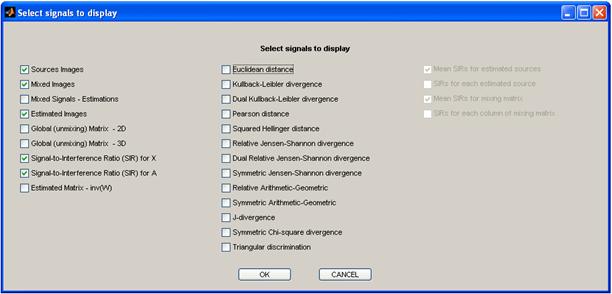 Select signals to display
Select signals to display
Sources Images
Mixed Images
Mixed Signals - Estimations
Estimated Images
Global (unmixing) Matrix - 2D
Global (unmixing) Matrix - 3D
Signal-to-Interference Ratio (SIR) for X
Signal-to-Interference Ratio (SIR) for A
Estimated Matrix - inv(W)
Euclidean distance
Kullback-Leibler divergence
Dual Kullback-Leibler divergence
Pearson distance
Squared Hellinger distance
Relative Jensen-Shannon divergence
Dual Relative Jensen-Shannon divergence
Symmetric Jensen-Shannon divergence
Relative Arithmetic-Geometric
Symmetric Arithmetic-Geometric
J-divergence
Symmetric Chi-square divergence
Triangular discrimination
Mean SIRs for estimated sources
SIRs for each estimated source
Mean SIRs for mixing matrix
SIRs for each column of mixing matrix
OK
CANCEL